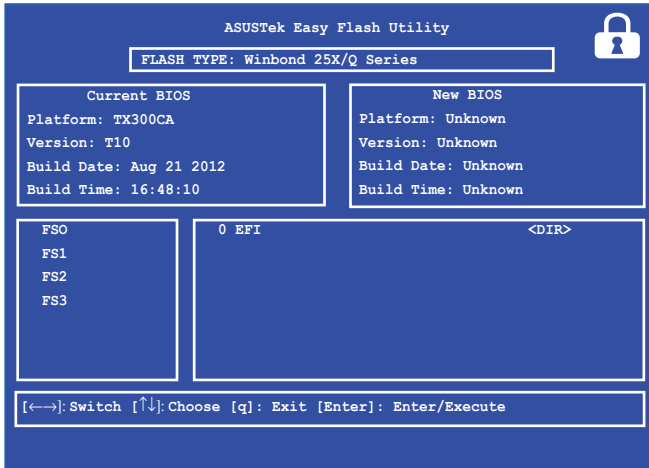 ASUSTek Easy Flash Utility
FLASH TYPE: Winbond 25X/Q Series
Current BIOS
Platform: TX300CA
Version: T10
Build Date: Aug 21 2012
Build Time: 16:48:10
New BIOS
Platform: Unknown
Version: Unknown
Build Date: Unknown
Build Time: Unknown
FSO
FS1
FS2
FS3
0 EFI <DIR>
[←→]: Switch [↑↓]: Choose [q]: Exit [Enter]: Enter/Execute